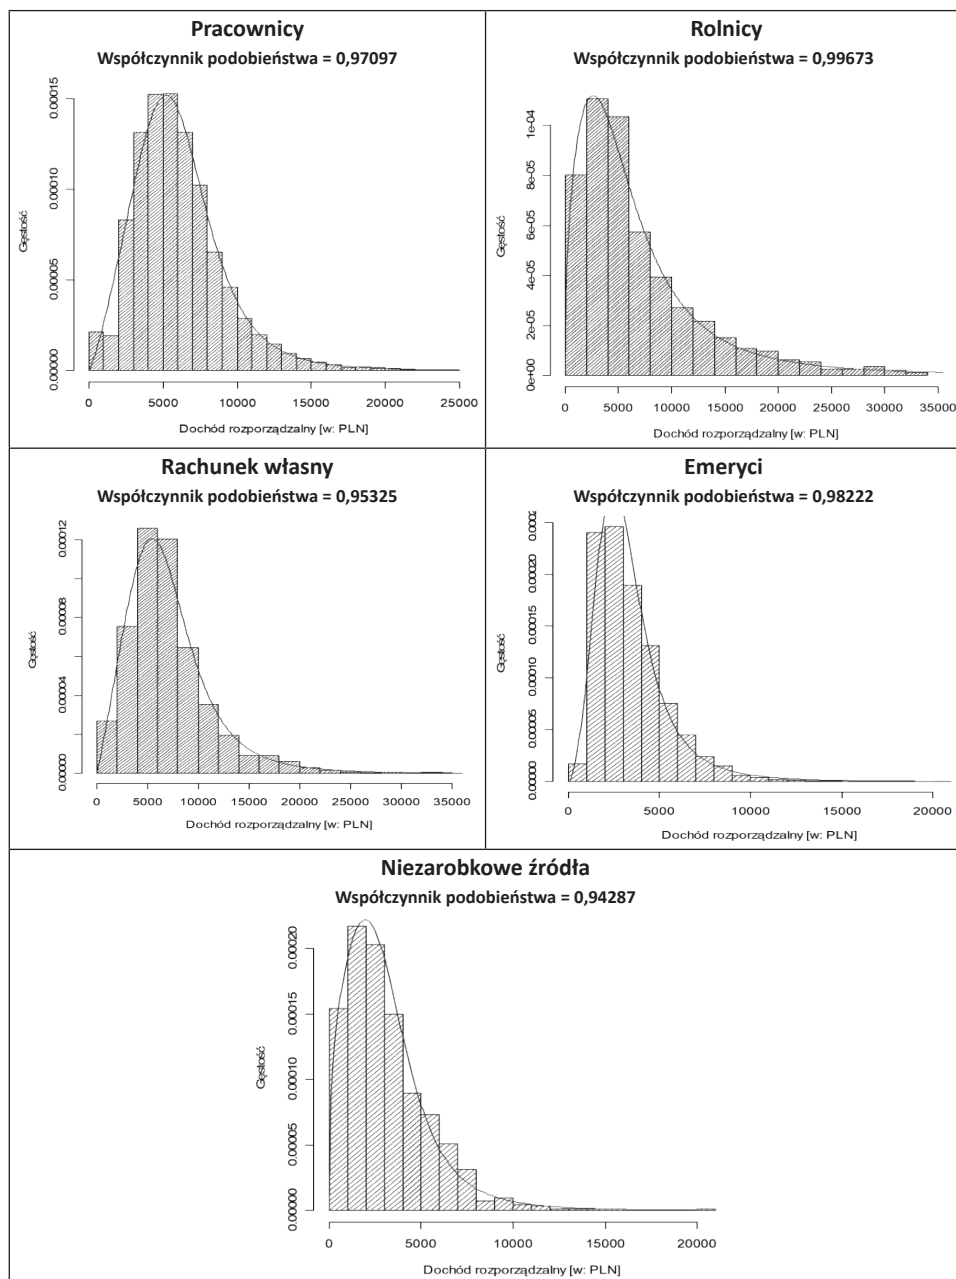 Pracownicy
Współczynnik podobieństwa = 0,97097
0.00015
0.00010
0.00005
0.00000
Gęstość
0 5000 10000 15000 20000 25000
Dochód rozporządzalny [w: PLN]
Rolnicy
Współczynnik podobieństwa = 0,99673
1e-04
8e-05
6e-05
4e-05
2e-05
0e+00
Gęstość
0 5000 10000 15000 20000 25000 30000 35000
Dochód rozporządzalny [w: PLN]
Rachunek własny
Współczynnik podobieństwa = 0,95325
0.00012
0.00008
0.00004
0.00000
Gęstość
0 5000 10000 15000 20000 25000 30000 35000
Dochód rozporządzalny [w: PLN]
Emeryci
Współczynnik podobieństwa = 0,98222
0.00020
0.00015
0.00010
0.00005
0.00000
Gęstość
0 5000 10000 15000 20000
Dochód rozporządzalny [w: PLN]
Niezarobkowe źródła
Współczynnik podobieństwa = 0,94287
0.00020
0.00015
0.00010
0.00005
0.00000
Gęstość
0 5000 10000 15000 20000
Dochód rozporządzalny [w: PLN]